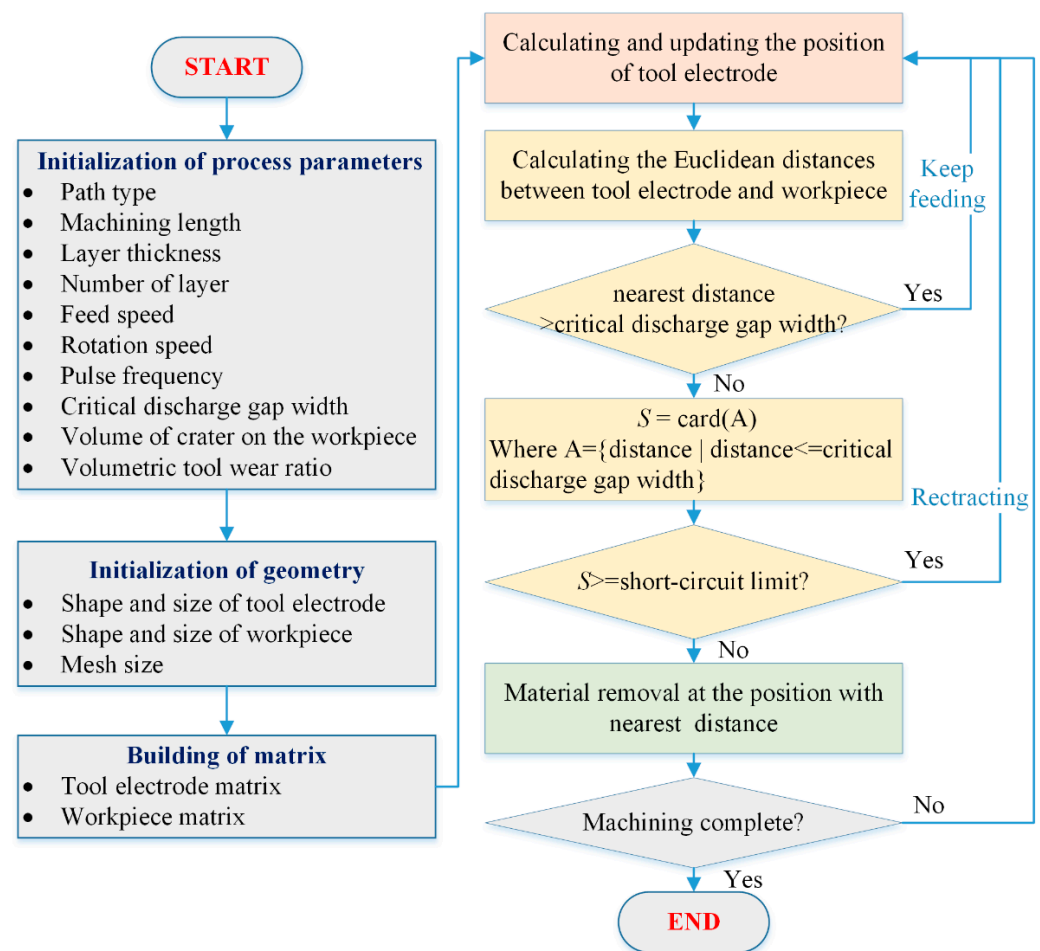 START
Initialization of process parameters
• Path type
• Machining length
• Layer thickness
• Number of layer
• Feed speed
• Rotation speed
• Pulse frequency
• Critical discharge gap width
• Volume of crater on the workpiece
• Volumetric tool wear ratio
Initialization of geometry
• Shape and size of tool electrode
• Shape and size of workpiece
• Mesh size
Building of matrix
• Tool electrode matrix
• Workpiece matrix
Calculating and updating the position
of tool electrode
Calculating the Euclidean distances
between tool electrode and workpiece
Keep
feeding
nearest distance
>critical discharge gap width?
Yes
No
S = card(A)
Where A={distance | distance<=critical
discharge gap width}
Rectracting
S>=short-circuit limit?
Yes
No
Material removal at the position with
nearest distance
Machining complete?
No
Yes
END